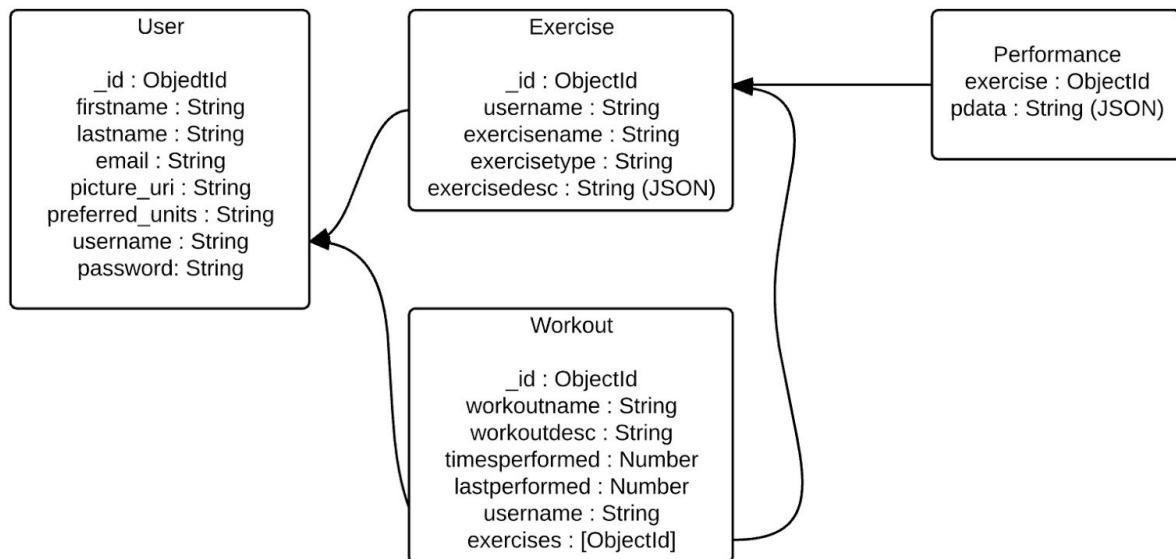 User
_id : ObjedtId
firstname : String
lastname : String
email : String
picture_uri : String
preferred_units : String
username : String
password: String
Exercise
_id : ObjectId
username : String
exercisename : String
exercisetype : String
exercisedesc : String (JSON)
Performance
exercise : ObjectId
pdata : String (JSON)
Workout
_id : ObjectId
workoutname : String
workoutdesc : String
timesperformed : Number
lastperformed : Number
username : String
exercises : [ObjectId]